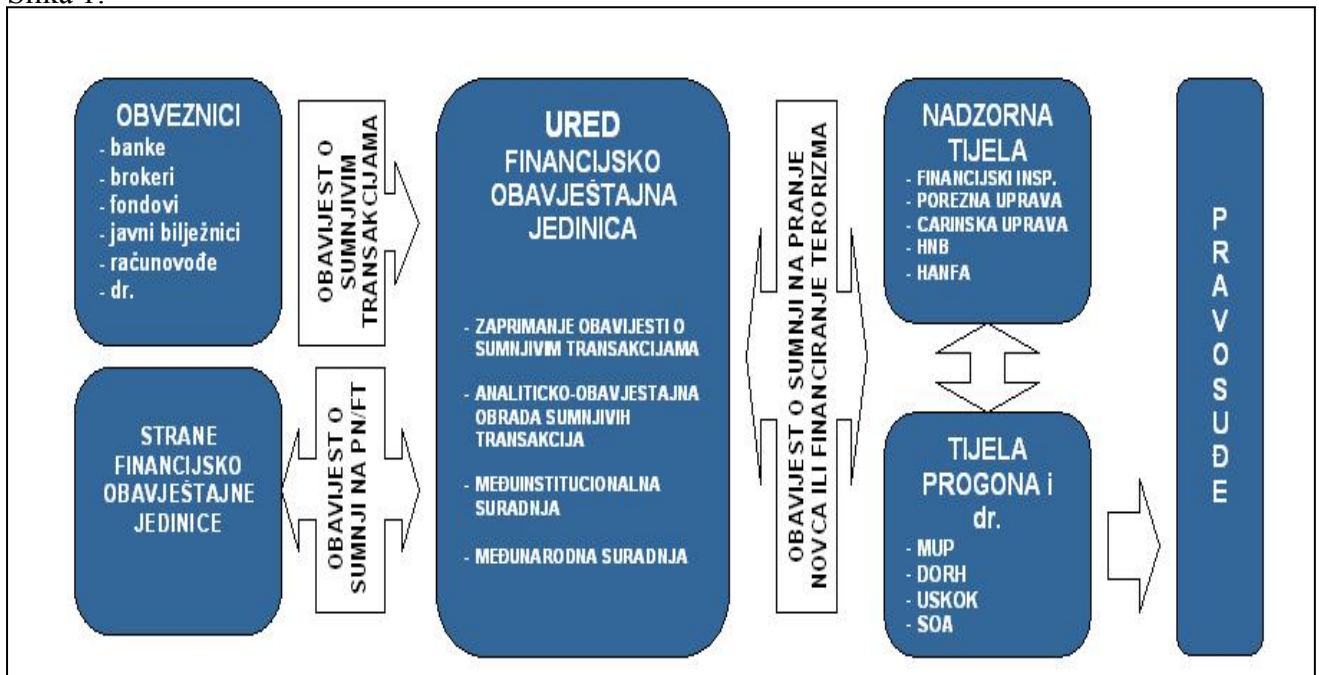 Slika 1.
OBVEZNICI
- banke
- brokeri
- fondovi
- javni bilježnici
- računovođe
- dr.
OBAVIJEST O
SUMNJIVIM
TRANSAKCIJAMA
STRANE
FINANCIJSKO
OBAVJEŠTAJNE
JEDINICE
OBAVIJEST O
SUMNJI NA PN/FT
URED
FINANCIJSKO
OBAVJEŠTAJNA
JEDINICA
- ZAPRIMANJE OBAVIJESTI O
SUMNJIVIM TRANSAKCIJAMA
- ANALITICKO-OBAVJESTAJNA
OBRADA SUMNJIVIH
TRANSAKCIJA
- MEĐUINSTITUCIONALNA
SURADNJA
- MEĐUNARODNA SURADNJA
OBAVIJEST O SUMNJI NA PRANJE
NOVCA ILI FINANCIRANJE TERORIZMA
NADZORNA
TIJELA
- FINANCIJSKI INSP.
- POREZNA UPRAVA
- CARINSKA UPRAVA
- HNB
- HANFA
TIJELA
PROGONA i
dr.
- MUP
- DORH
- USKOK
- SOA
P
R
A
V
O
S
U
Đ
E